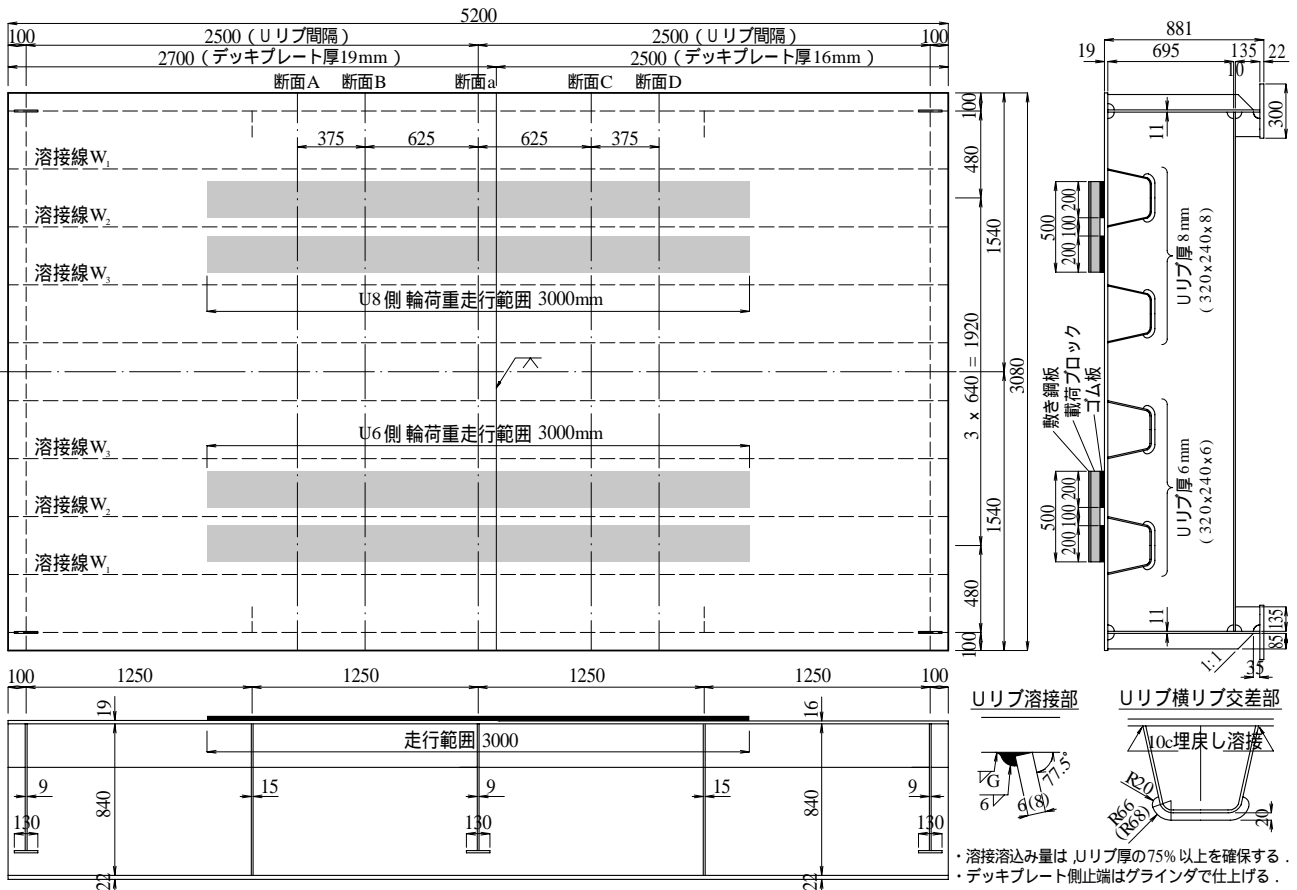 5200
100
2500 (Uリブ間隔)
2500 (Uリブ間隔)
100
2700 (デッキプレート厚19mm)
2500 (デッキプレート厚16mm)
断面A
断面B
断面a
断面C
断面D
375
625
625
375
溶接線W1
溶接線W2
溶接線W3
U8側 輪荷重走行範囲 3000mm
U6側 輪荷重走行範囲 3000mm
溶接線W3
溶接線W2
溶接線W1
100
480
3 x 640 = 1920
480
100
1540
1540
3080
881
19
695
135
22
10
300
11
500
200
100
200
Uリブ厚8mm
(320x240x8)
敷き鋼板
載荷ブロック
ゴム板
Uリブ厚6mm
(320x240x6)
500
200
100
200
11
135
85
1:1
35
100
1250
1250
1250
1250
100
19
16
走行範囲 3000
9
15
9
15
9
840
840
130
130
130
22
22
Uリブ溶接部
G
6
6(8)
77.5°
Uリブ横リブ交差部
10c埋戻し溶接
R20
R66
(R68)
20
・溶接溶込み量は,Uリブ厚の75%以上を確保する.
・デッキプレート側止端はグラインダで仕上げる.